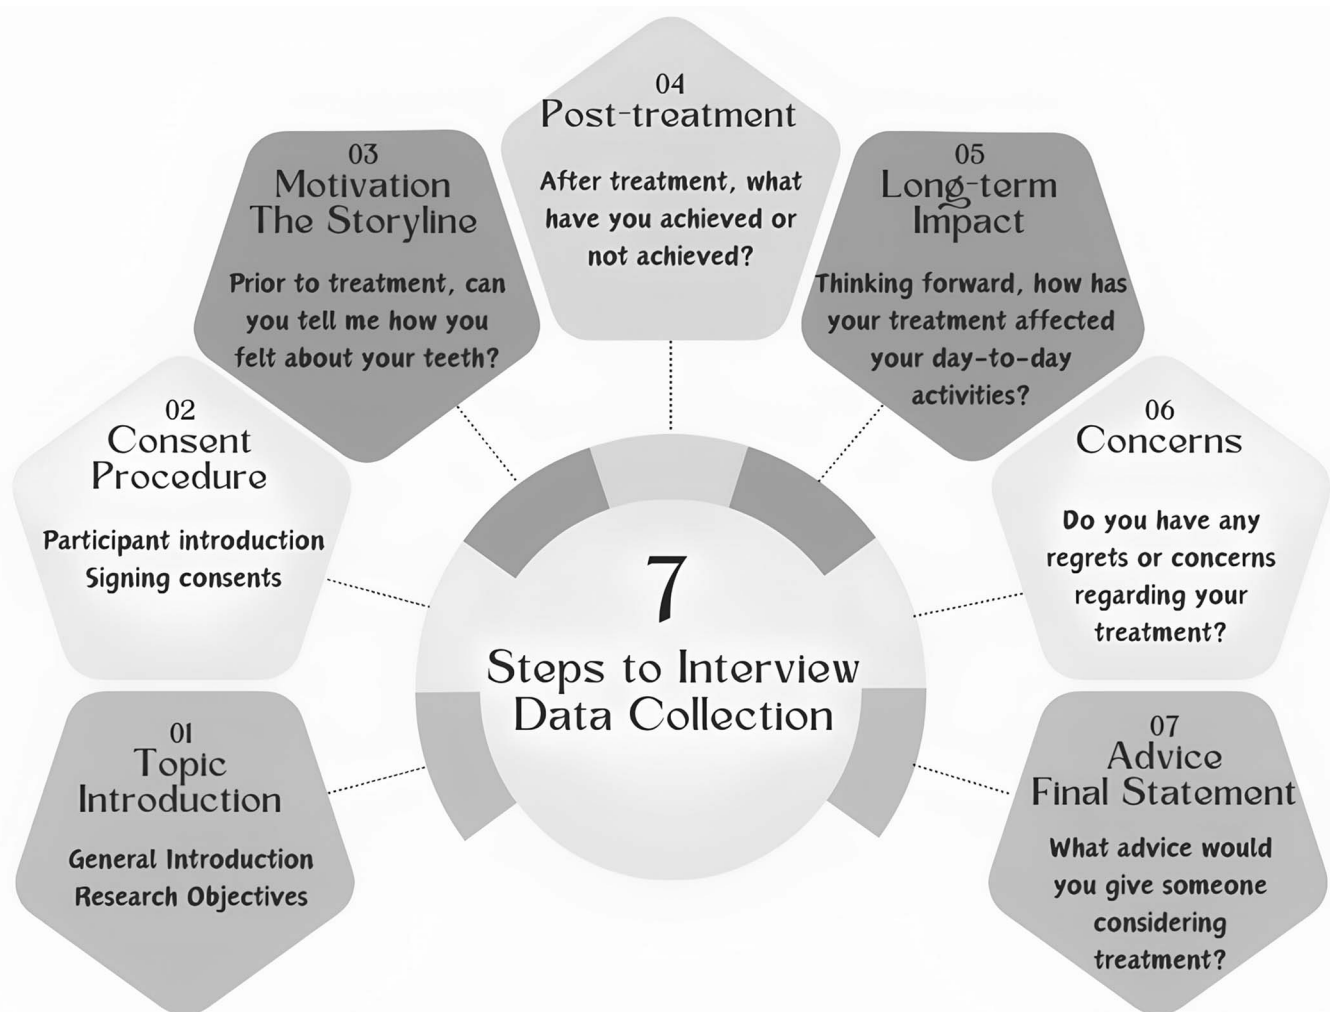 04
Post-treatment
After treatment, what
have you achieved or
not achieved?
03
Motivation
The Storyline
Prior to treatment, can
you tell me how you
felt about your teeth?
05
Long-term
Impact
Thinking forward, how has
your treatment affected
your day-to-day
activities?
02
Consent
Procedure
Participant introduction
Signing consents
06
Concerns
Do you have any
regrets or concerns
regarding your
treatment?
7
Steps to Interview
Data Collection
01
Topic
Introduction
General Introduction
Research Objectives
07
Advice
Final Statement
What advice would
you give someone
considering
treatment?